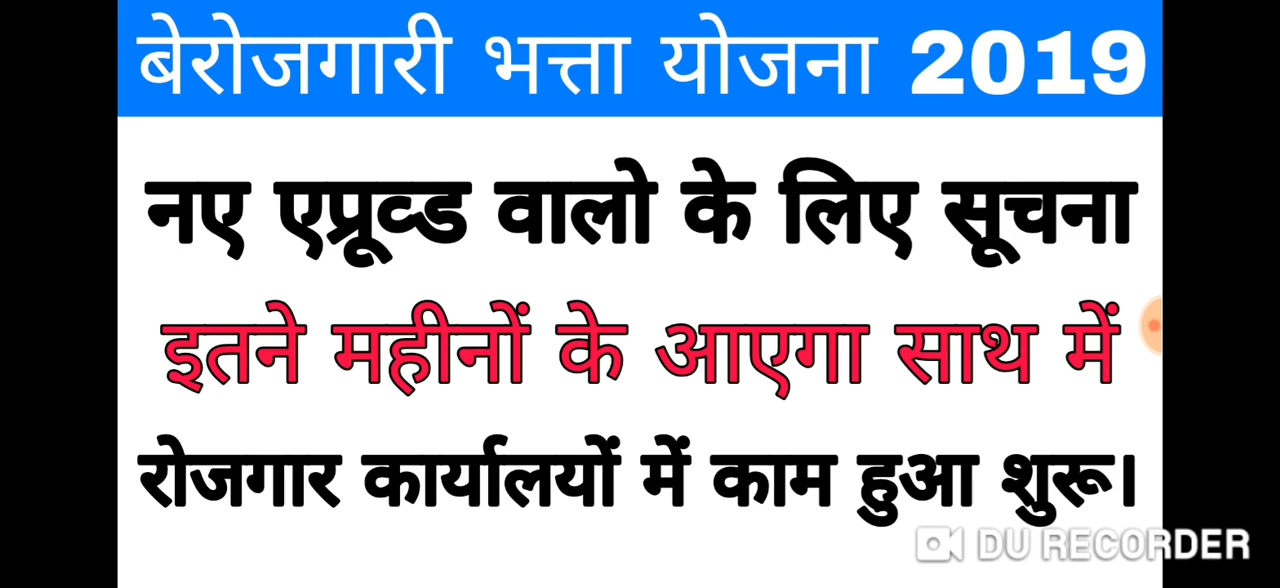 बेरोजगारी भत्ता योजना 2019
नए एप्रूव्ड वालो के लिए सूचना
इतने महीनों के आएगा साथ में
रोजगार कार्यालयों में काम हुआ शुरू।
DU RECORDER